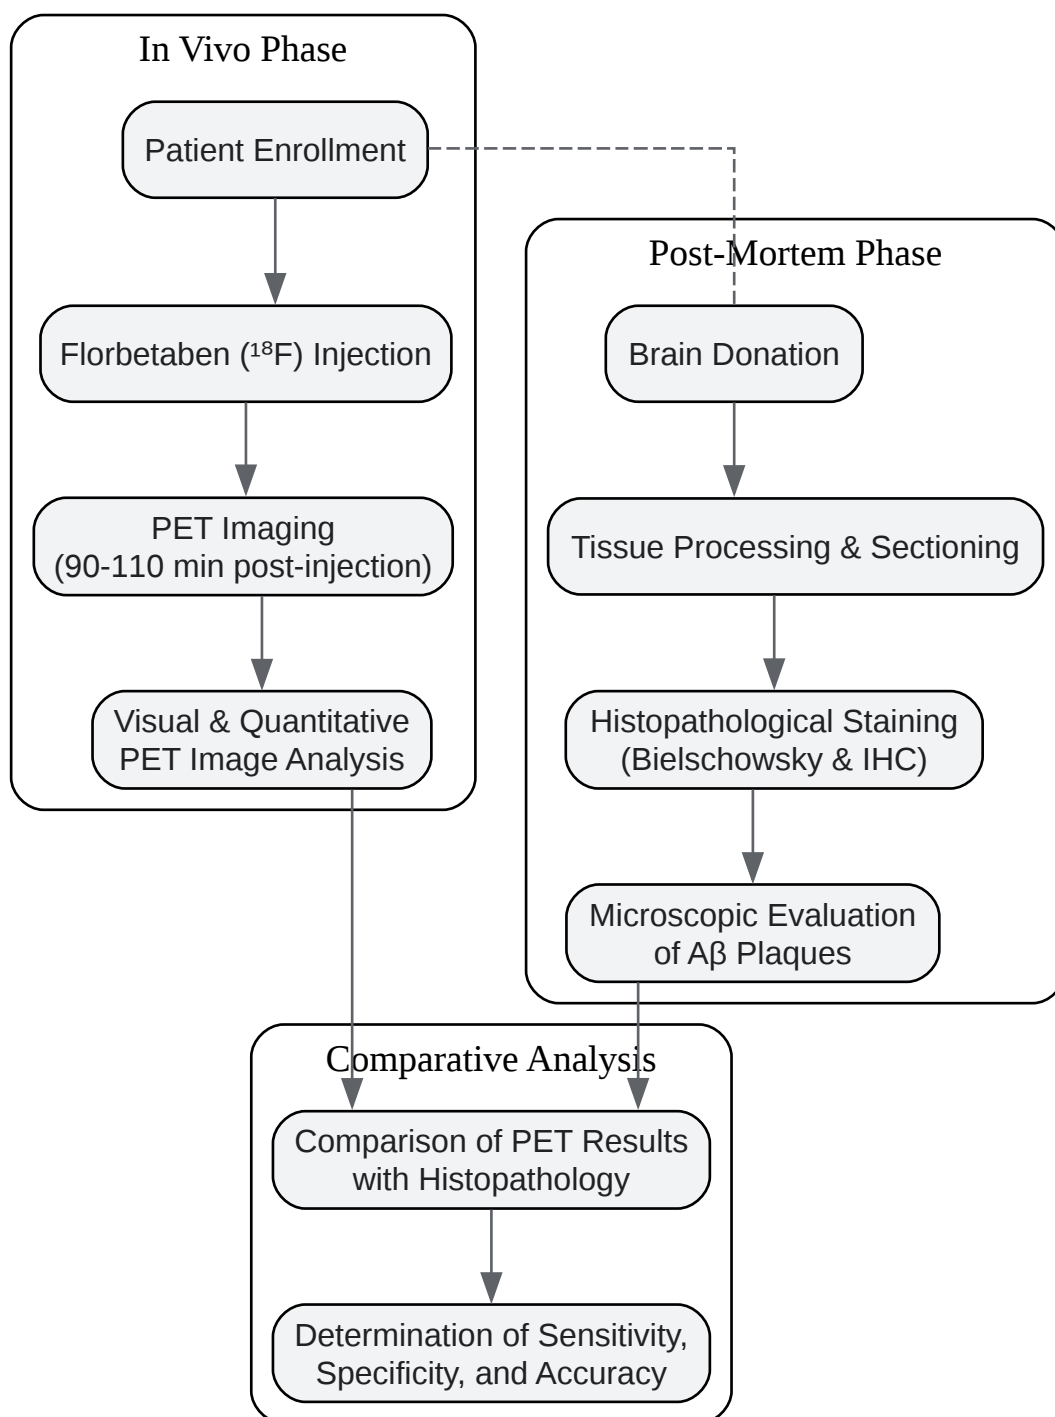 In Vivo Phase
Patient Enrollment
Florbetaben (¹⁸F) Injection
PET Imaging
(90-110 min post-injection)
Visual & Quantitative
PET Image Analysis
Post-Mortem Phase
Brain Donation
Tissue Processing & Sectioning
Histopathological Staining
(Bielschowsky & IHC)
Microscopic Evaluation
of Aβ Plaques
Comparative Analysis
Comparison of PET Results
with Histopathology
Determination of Sensitivity,
Specificity, and Accuracy